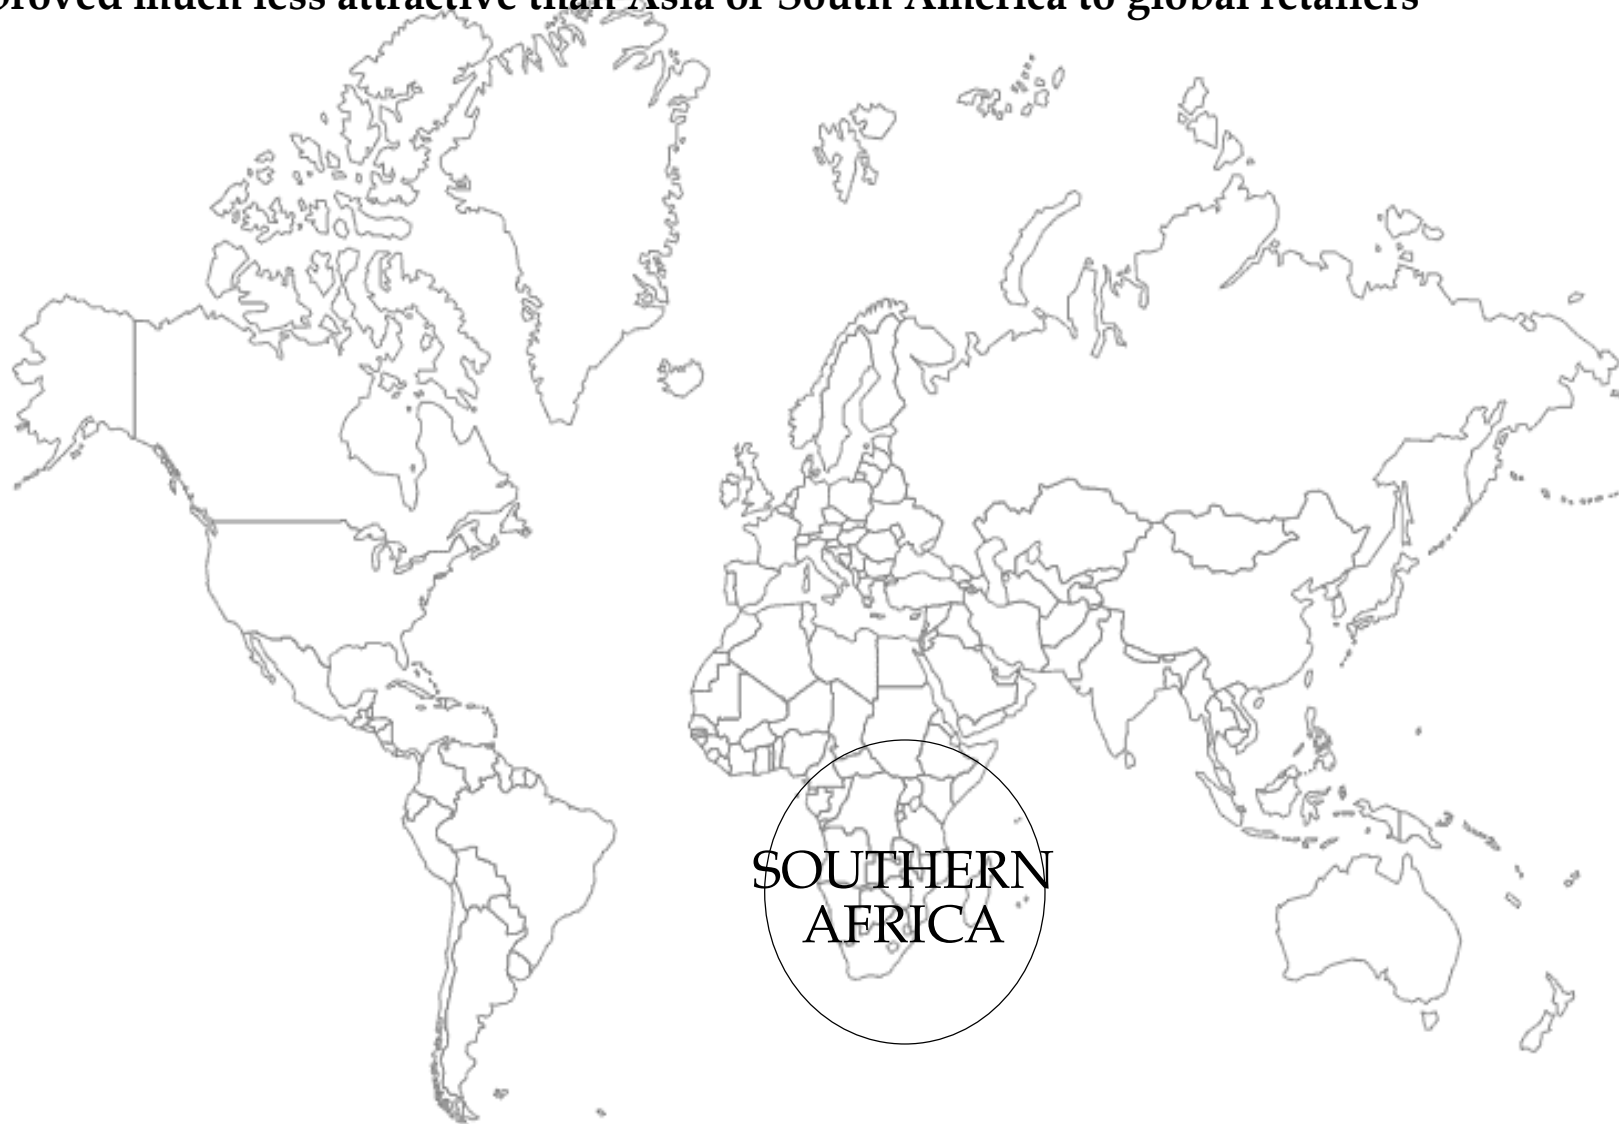 proved much less attractive than Asia or South America to global retailers
SOUTHERN
AFRICA